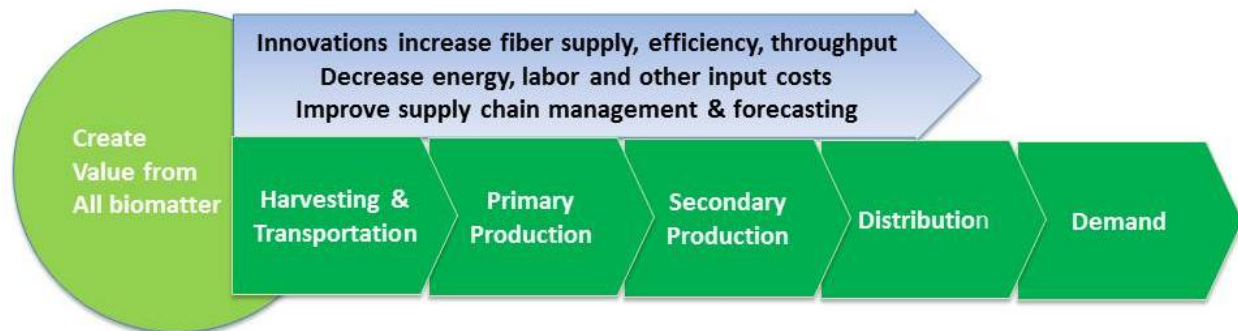 Innovations increase fiber supply, efficiency, throughput
Decrease energy, labor and other input costs
Improve supply chain management & forecasting
Create
Value from
All biomatter
Harvesting &
Transportation
Primary
Production
Secondary
Production
Distribution
Demand